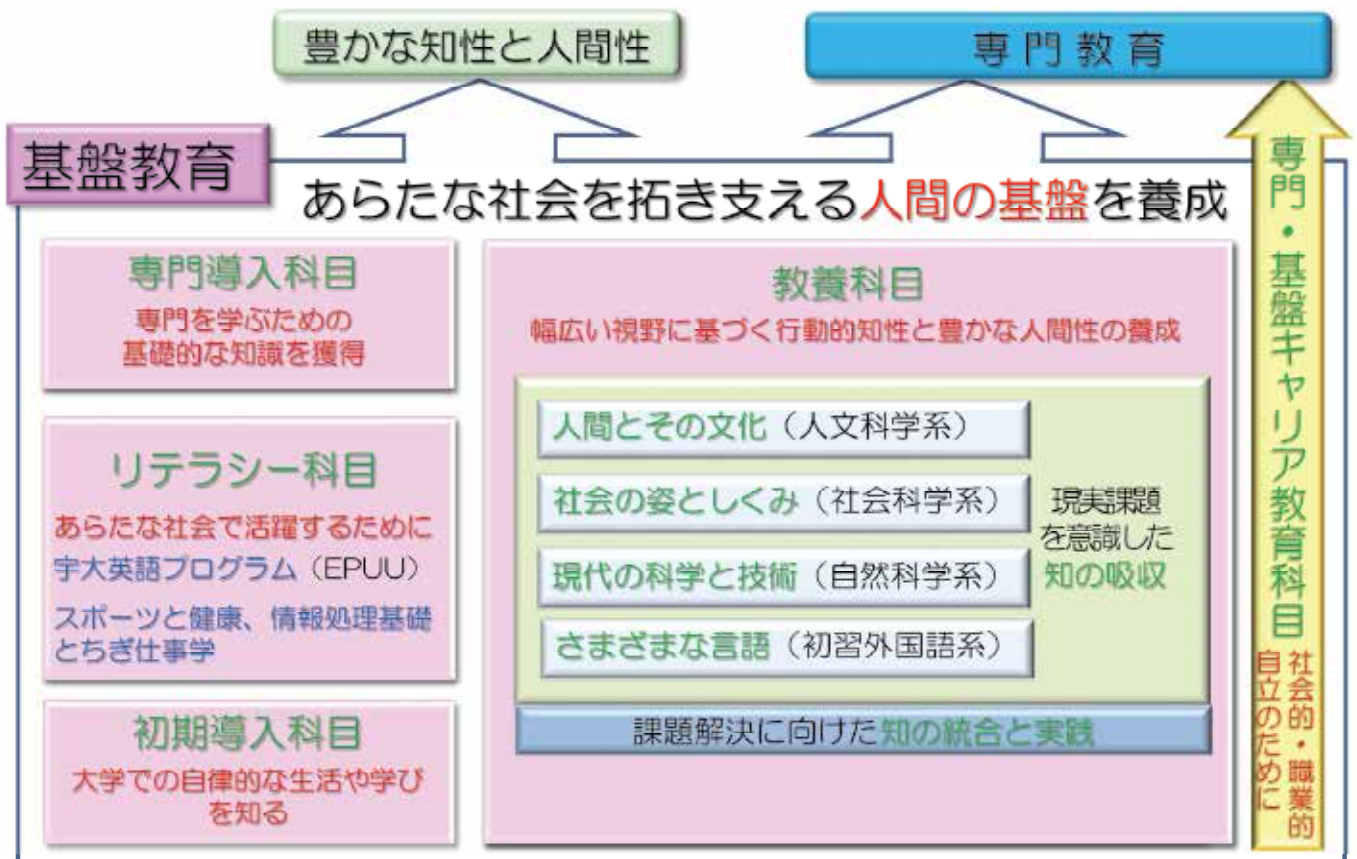 豊かな知性と人間性
専門教育
基盤教育
あらたな社会を拓き支える人間の基盤を養成
専門導入科目
専門を学ぶための
基礎的な知識を獲得
リテラシー科目
あらたな社会で活躍するために
宇大英語プログラム（EPUU）
スポーツと健康、情報処理基礎
とちぎ仕事学
初期導入科目
大学での自律的な生活や学び
を知る
教養科目
幅広い視野に基づく行動的知性と豊かな人間性の養成
人間とその文化（人文科学系）
社会の姿としくみ（社会科学系）
現代の科学と技術（自然科学系）
さまざまな言語（初習外国語系）
現実課題
を意識した
知の吸収
課題解決に向けた知の統合と実践
専門・基盤キャリア教育科目
社会的・職業的
自立のために